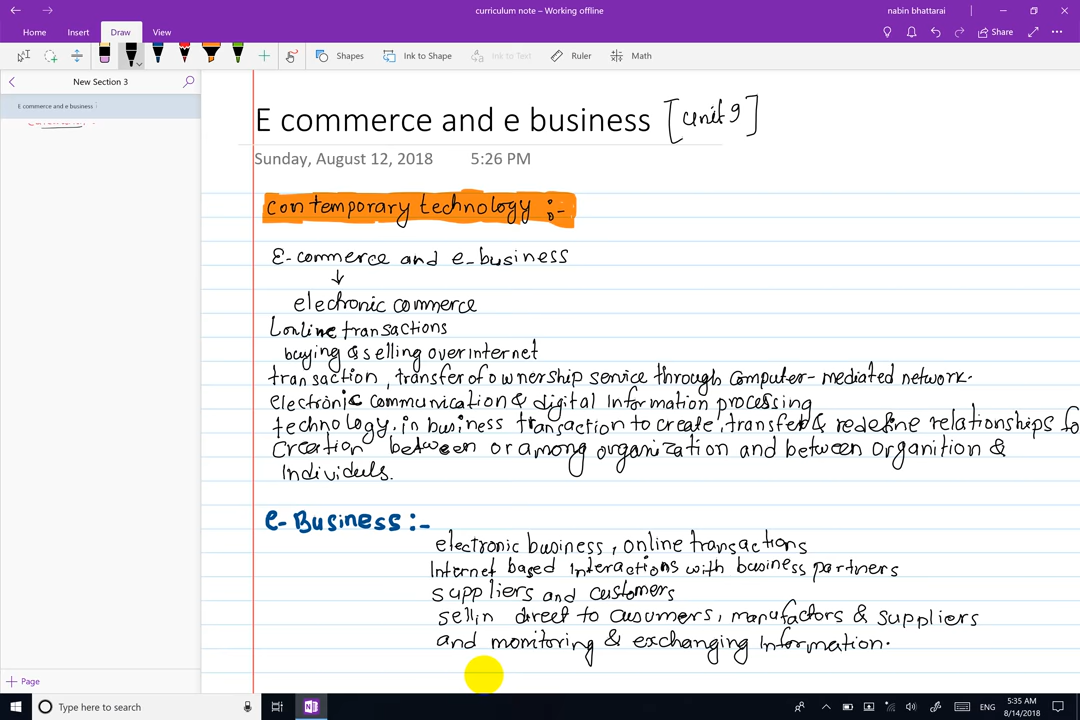 curriculum note – Working offline
nabin bhattarai
Home Insert Draw View
Share
Shapes Ink to Shape Ink to Text Ruler Math
New Section 3
E commerce and e business
E commerce and e business [unit 9]
Sunday, August 12, 2018 5:26 PM
contemporary technology :-
E-commerce and e-business
↓
electronic commerce
online transactions
buying & selling over internet
transaction, transfer of ownership service through computer-mediated network.
electronic communication & digital information processing
technology. in business transaction to create, transfer & redefine relationships fo
creation between or among organization and between organition &
individuls.
e-Business :-
electronic business, online transactions
Internet based interactions with business partners
suppliers and customers
sellin direct to cusumers, manufactors & suppliers
and monitoring & exchanging information.
+ Page
Type here to search
ENG
5:35 AM
8/14/2018